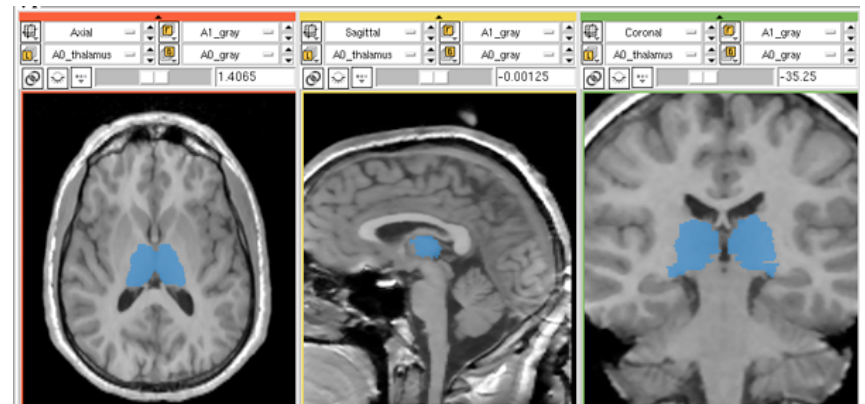 Axial A1_gray
A0_thalamus A0_gray
1.4065
Sagittal A1_gray
A0_thalamus A0_gray
-0.00125
Coronal A1_gray
A0_thalamus A0_gray
-35.25